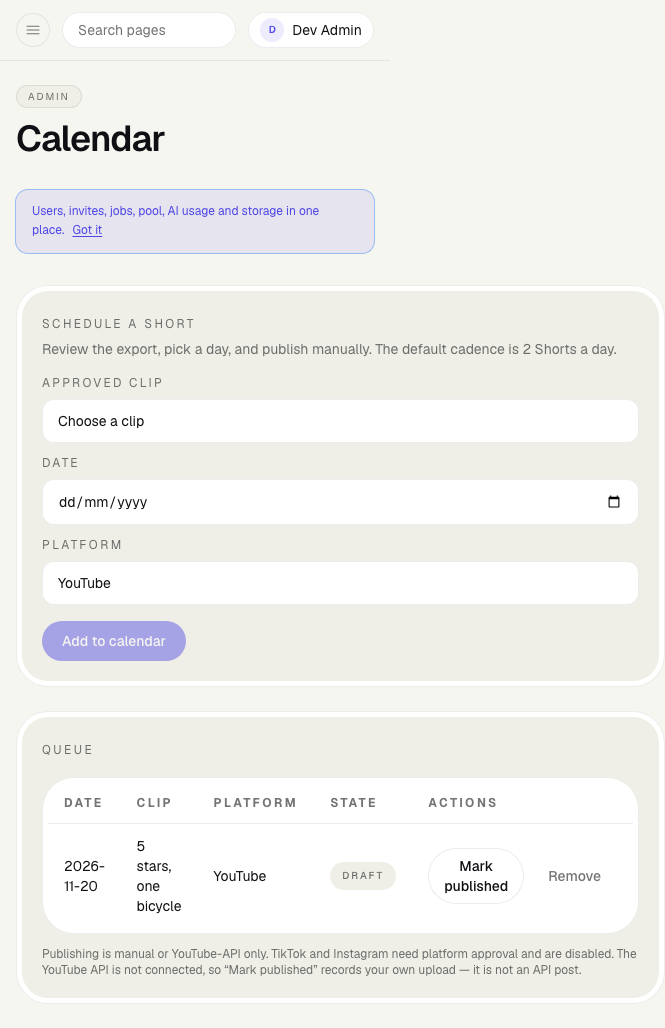 Search pages
D
Dev Admin
ADMIN
Calendar
Users, invites, jobs, pool, AI usage and storage in one
place. Got it
SCHEDULE A SHORT
Review the export, pick a day, and publish manually. The default cadence is 2 Shorts a day.
APPROVED CLIP
Choose a clip
DATE
dd/mm/yyyy
PLATFORM
YouTube
Add to calendar
QUEUE
DATE CLIP PLATFORM STATE ACTIONS
2026-
11-20
5
stars,
one
bicycle
YouTube
DRAFT
Mark
published
Remove
Publishing is manual or YouTube-API only. TikTok and Instagram need platform approval and are disabled. The
YouTube API is not connected, so “Mark published” records your own upload — it is not an API post.